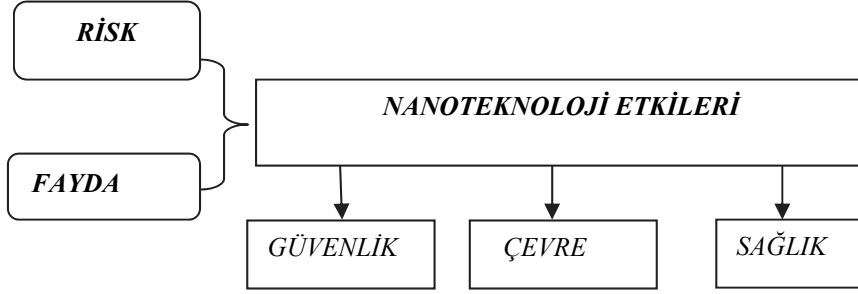 RİSK
NANOTEKNOLOJİ ETKİLERİ
FAYDA
GÜVENLİK
ÇEVRE
SAĞLIK